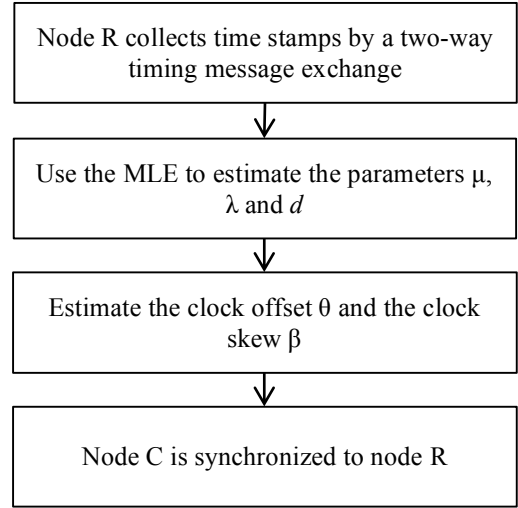 Node R collects time stamps by a two-way
timing message exchange
Use the MLE to estimate the parameters μ,
λ and d
Estimate the clock offset θ and the clock
skew β
Node C is synchronized to node R